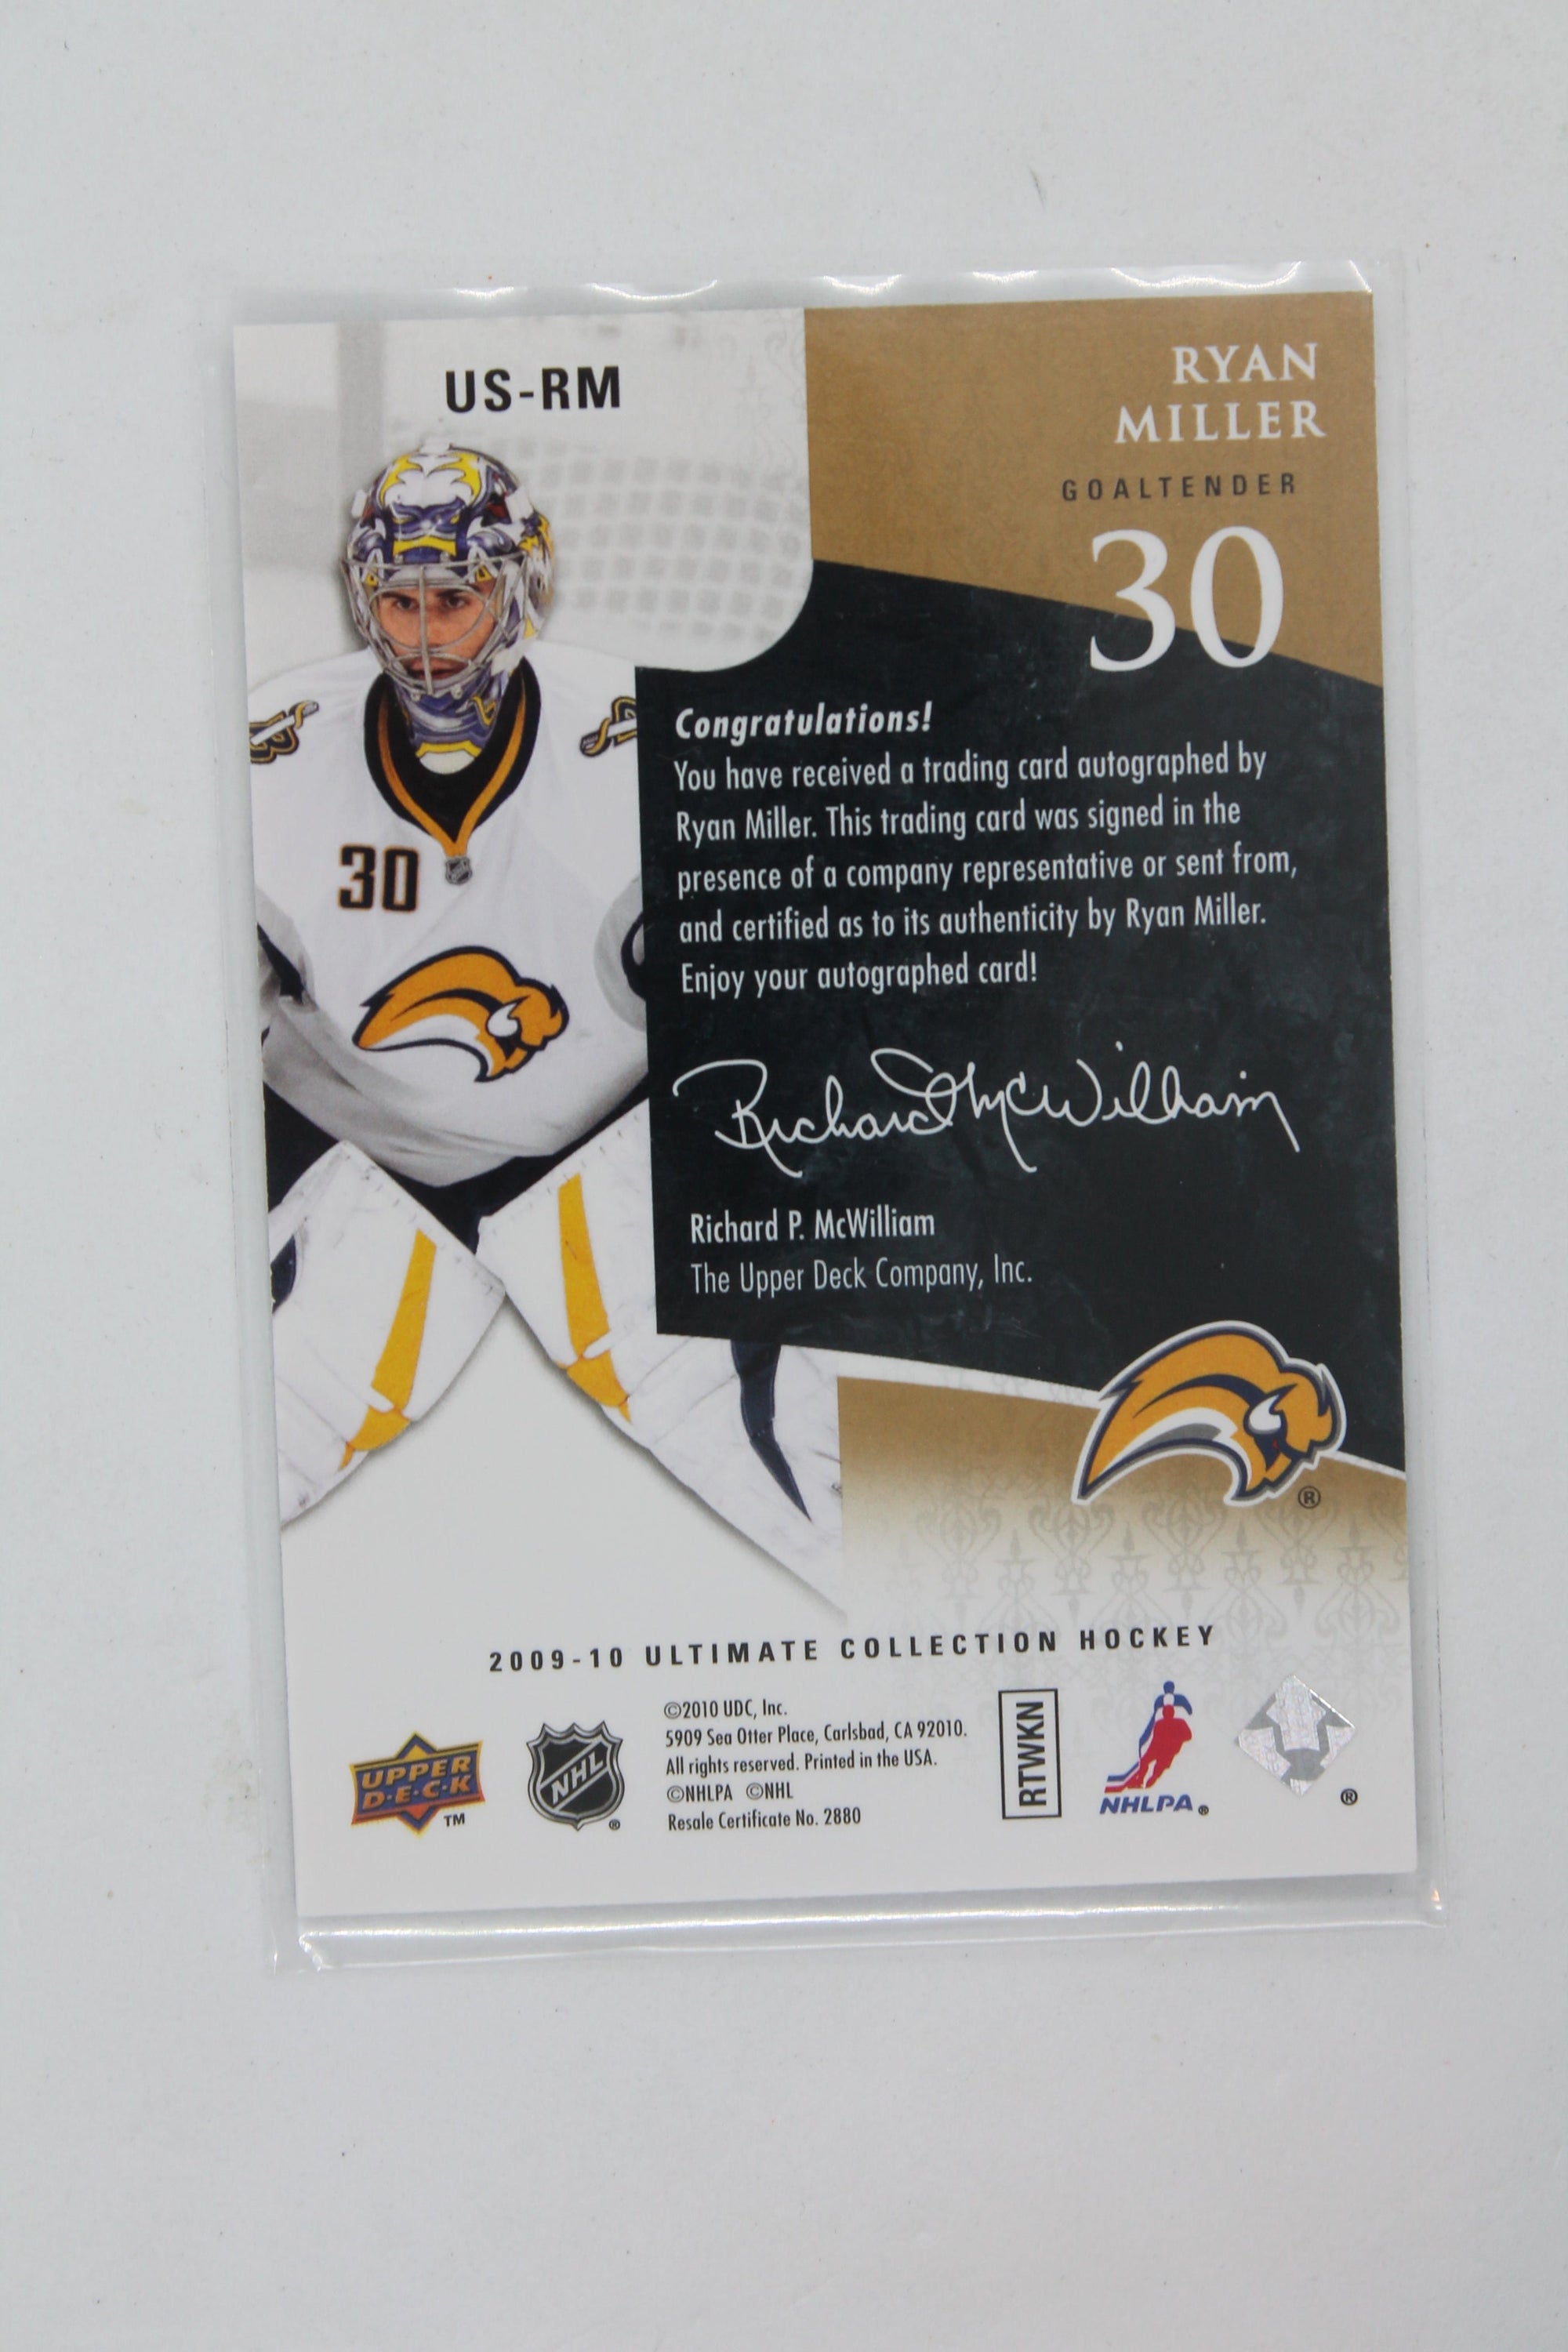 US-RM
RYAN
MILLER
GOALTENDER
30
30
Congratulations!
You have received a trading card autographed by
Ryan Miller. This trading card was signed in the
presence of a company representative or sent from,
and certified as to its authenticity by Ryan Miller.
Enjoy your autographed card!
Richard McWilliam
Richard P. McWilliam
The Upper Deck Company, Inc.
®
2009-10 ULTIMATE COLLECTION HOCKEY
UPPER
D·E·C·K
TM
NHL
®
©2010 UDC, Inc.
5909 Sea Otter Place, Carlsbad, CA 92010.
All rights reserved. Printed in the USA.
©NHLPA ©NHL
Resale Certificate No. 2880
RTWKN
NHLPA®
®